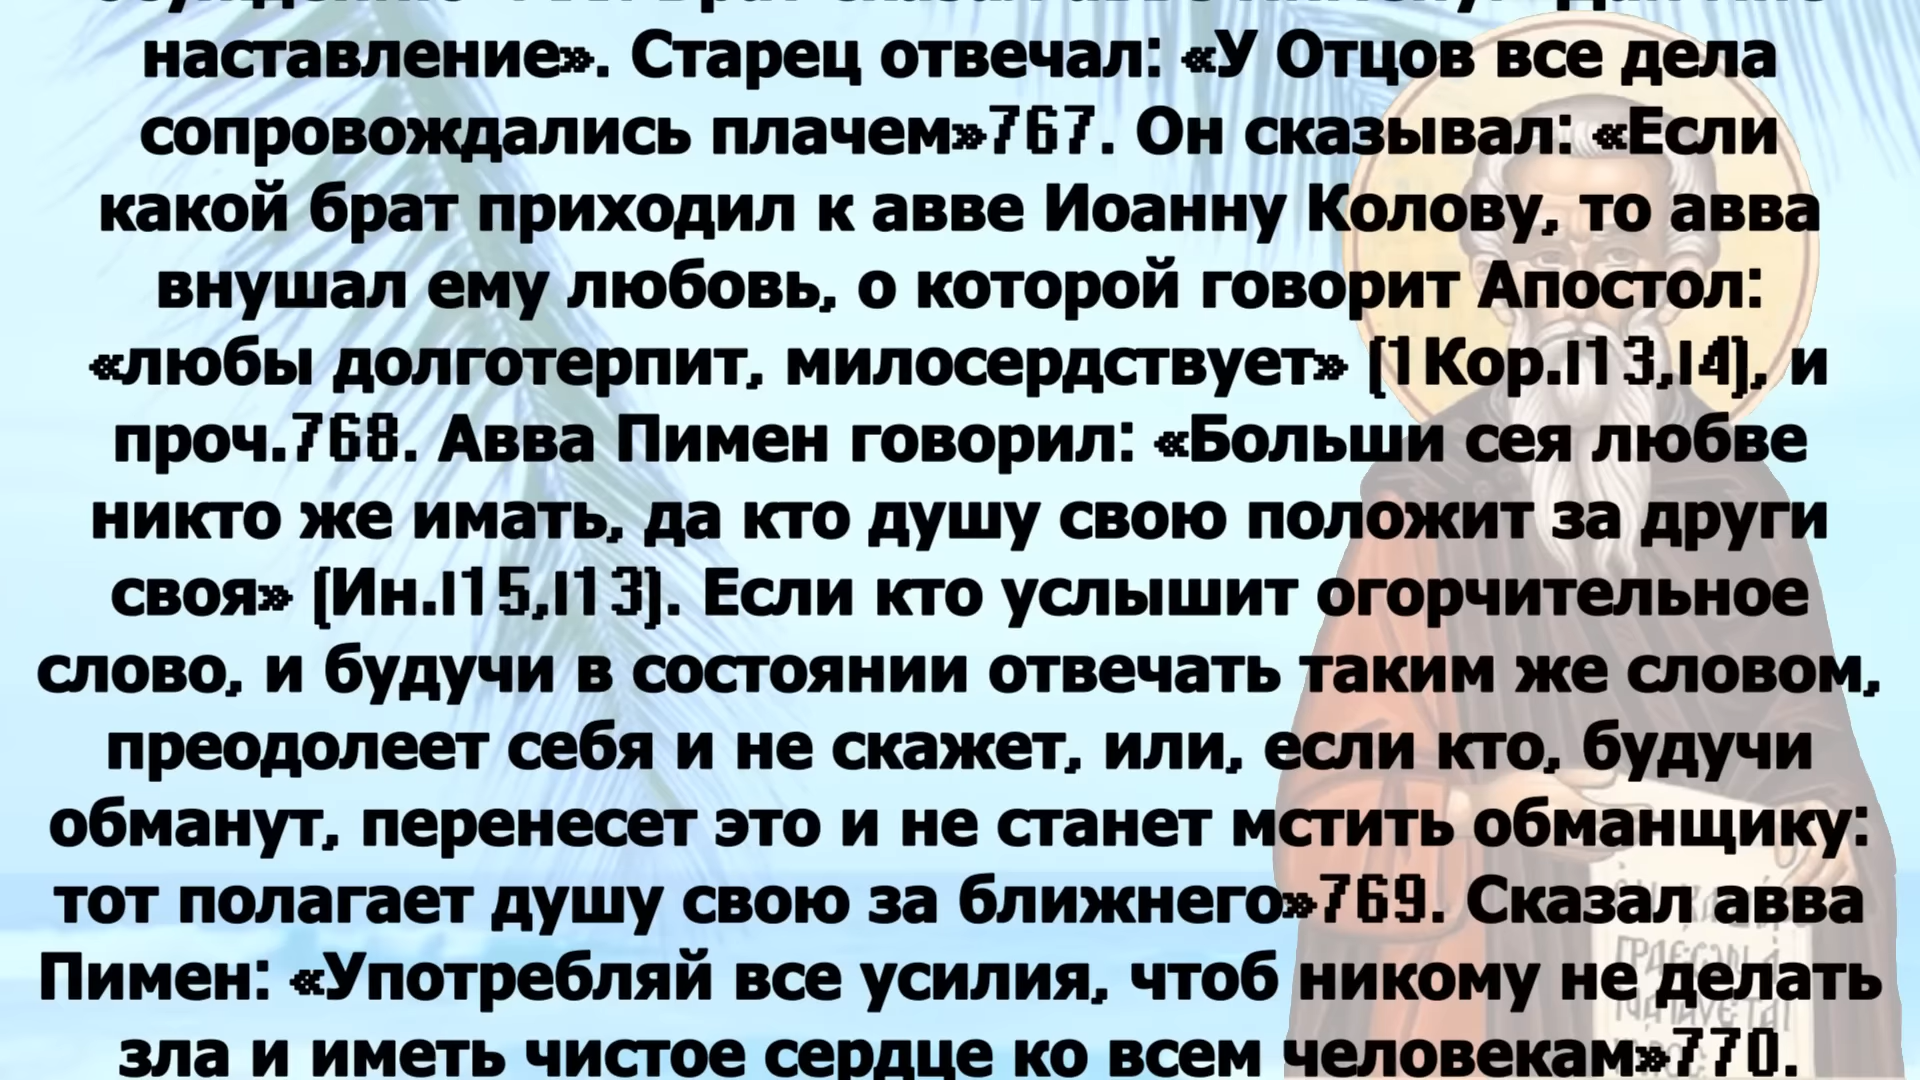 наставление». Старец отвечал: «У Отцов все дела
сопровождались плачем»767. Он сказывал: «Если
какой брат приходил к авве Иоанну Колову, то авва
внушал ему любовь, о которой говорит Апостол:
«любы долготерпит, милосердствует» (1Кор.I13,I4), и
проч.768. Авва Пимен говорил: «Больши сея любве
никто же имать, да кто душу свою положит за други
своя» (Ин.I15,I13). Если кто услышит огорчительное
слово, и будучи в состоянии отвечать таким же словом,
преодолеет себя и не скажет, или, если кто, будучи
обманут, перенесет это и не станет мстить обманщику:
тот полагает душу свою за ближнего»769. Сказал авва
Пимен: «Употребляй все усилия, чтоб никому не делать
зла и иметь чистое сердце ко всем человекам»770.